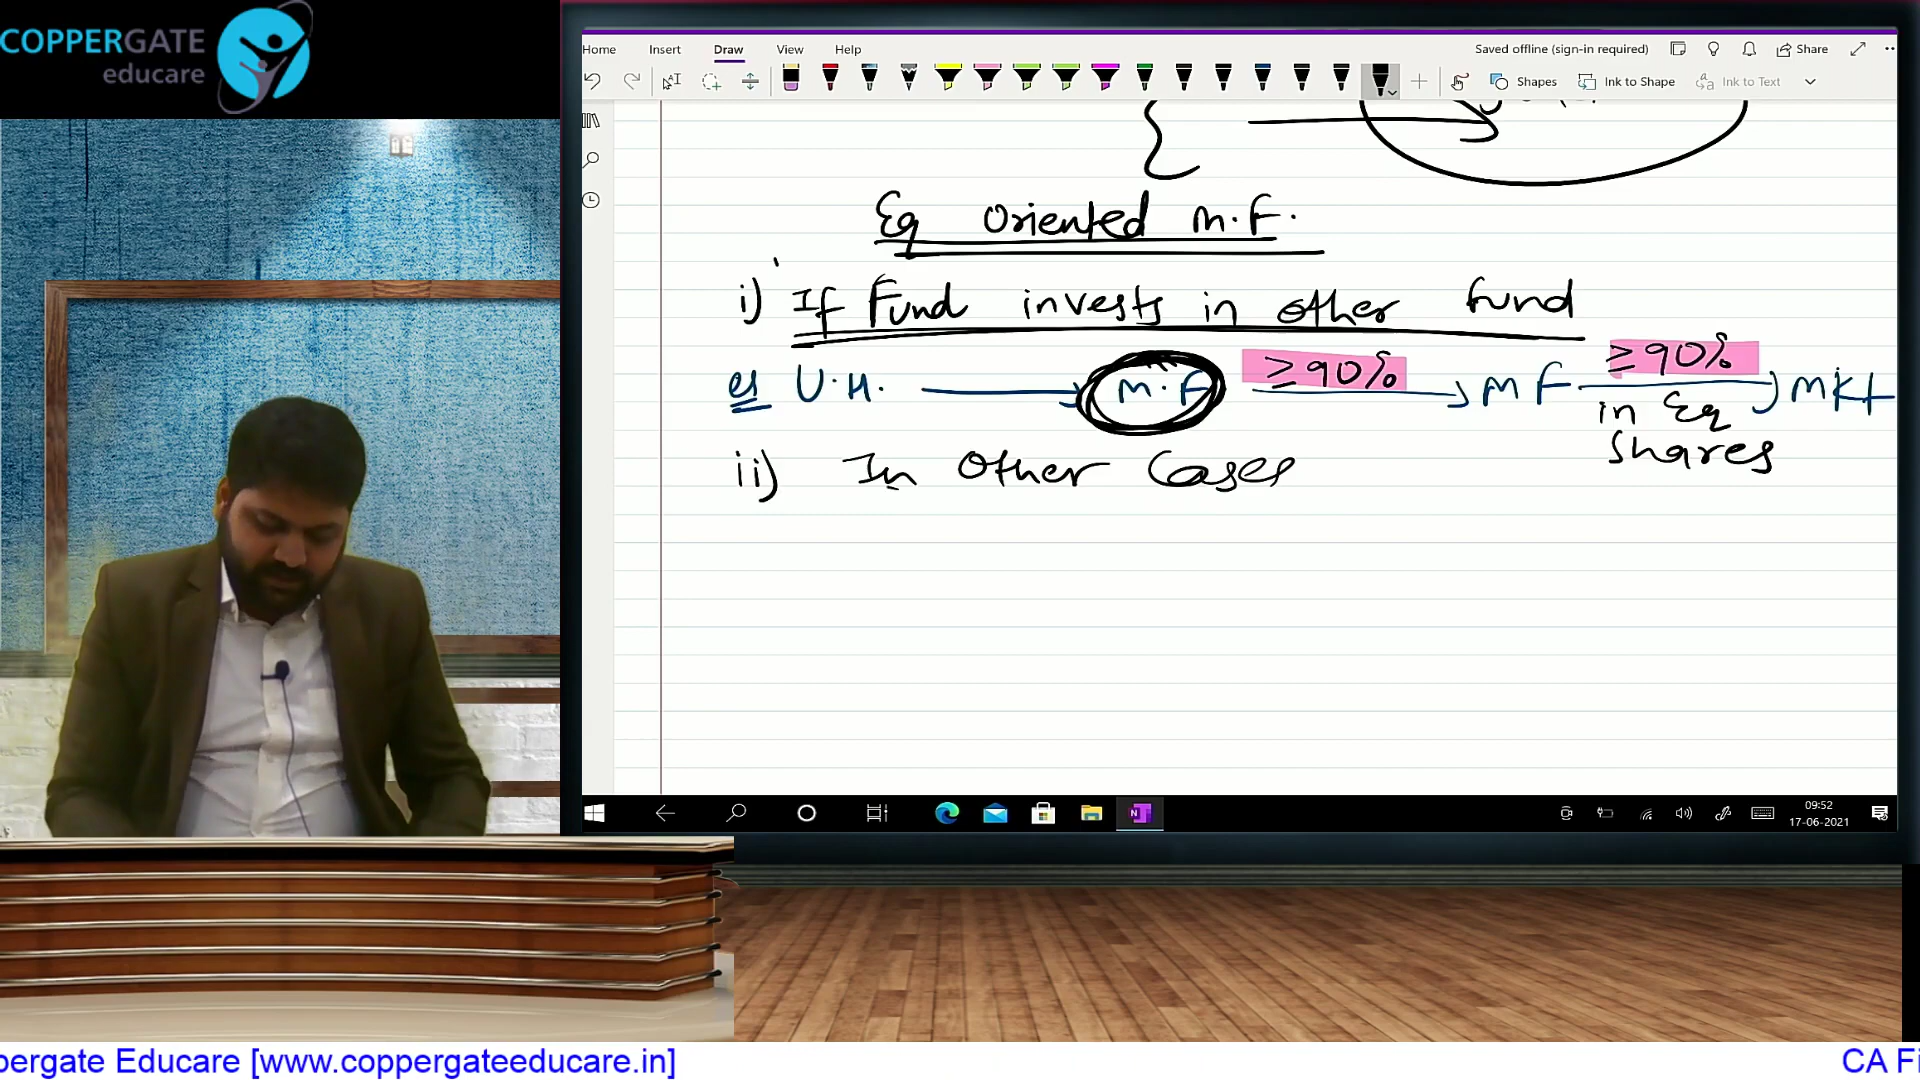 COPPERGATE
educare
Home Insert Draw View Help Saved offline (sign-in required) Share
Shapes Ink to Shape Ink to Text
Eq Oriented M.F.
i) If Fund invests in other fund
eg U.H. M.F ≥90% MF ≥90% Mkt
in Eq
Shares
ii) In Other Cases
09:52
17-06-2021
pergate Educare [www.coppergateeducare.in] CA Fi